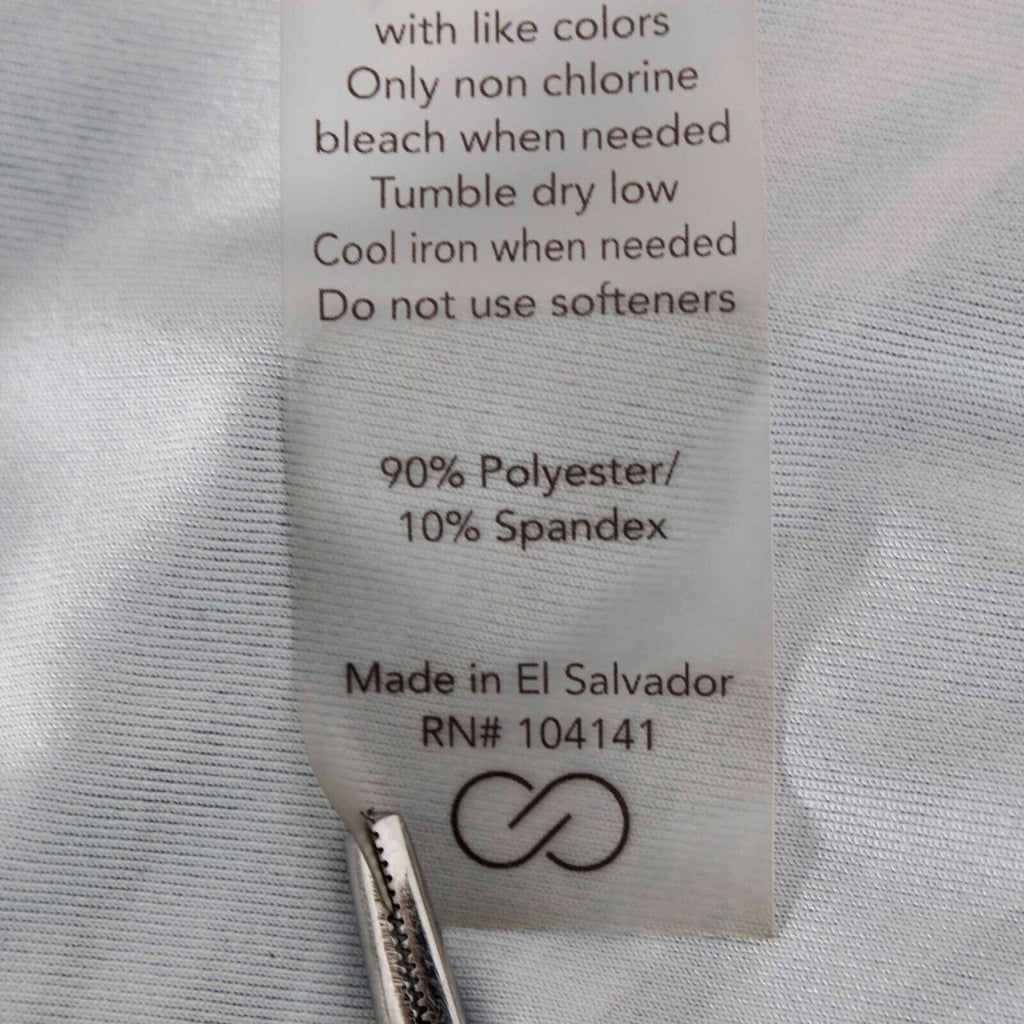 with like colors
Only non chlorine
bleach when needed
Tumble dry low
Cool iron when needed
Do not use softeners
90% Polyester/
10% Spandex
Made in El Salvador
RN# 104141